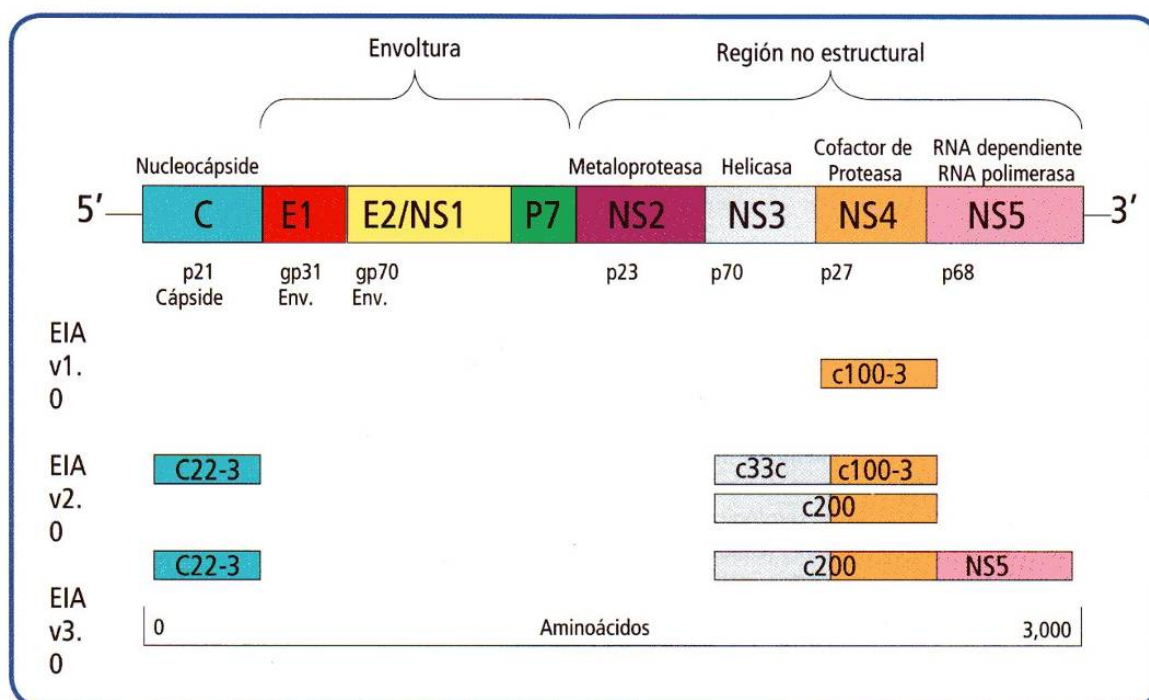 Envoltura
Región no estructural
Nucleocápside
Metaloproteasa
Helicasa
Cofactor de
Proteasa
RNA dependiente
RNA polimerasa
5’ C E1 E2/NS1 P7 NS2 NS3 NS4 NS5 3’
p21
Cápside
gp31
Env.
gp70
Env.
p23
p70
p27
p68
EIA
v1.
0
c100-3
EIA
v2.
0
C22-3
c33c
c100-3
c200
C22-3
c200
NS5
EIA
v3.
0
0
Aminoácidos
3,000